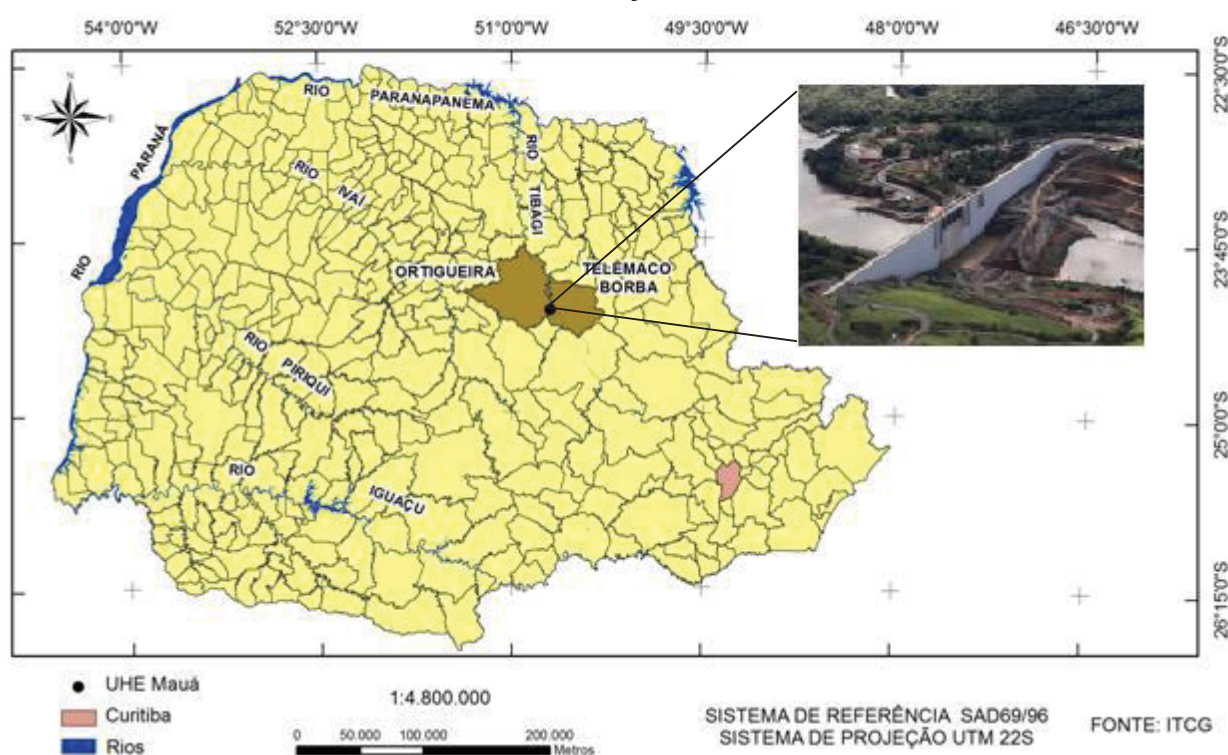 54°00'0"W 52°30'0"W 51°00'0"W 49°30'0"W 48°00'0"W 46°30'0"W
22°30'0"S
23°45'0"S
25°0'0"S
26°15'0"S
N
RIO PARANAPANEMA
RIO PARANÁ
RIO IVAÍ
RIO TIBAGI
ORTIGUEIRA
TELÊMACO
BORBA
RIO PIRIQUI
RIO IGUAÇU
UHE Mauá
Curitiba
Rios
1:4.800.000
0 50.000 100.000 200.000
Metros
SISTEMA DE REFERÊNCIA SAD69/96
SISTEMA DE PROJEÇÃO UTM 22S
FONTE: ITCG